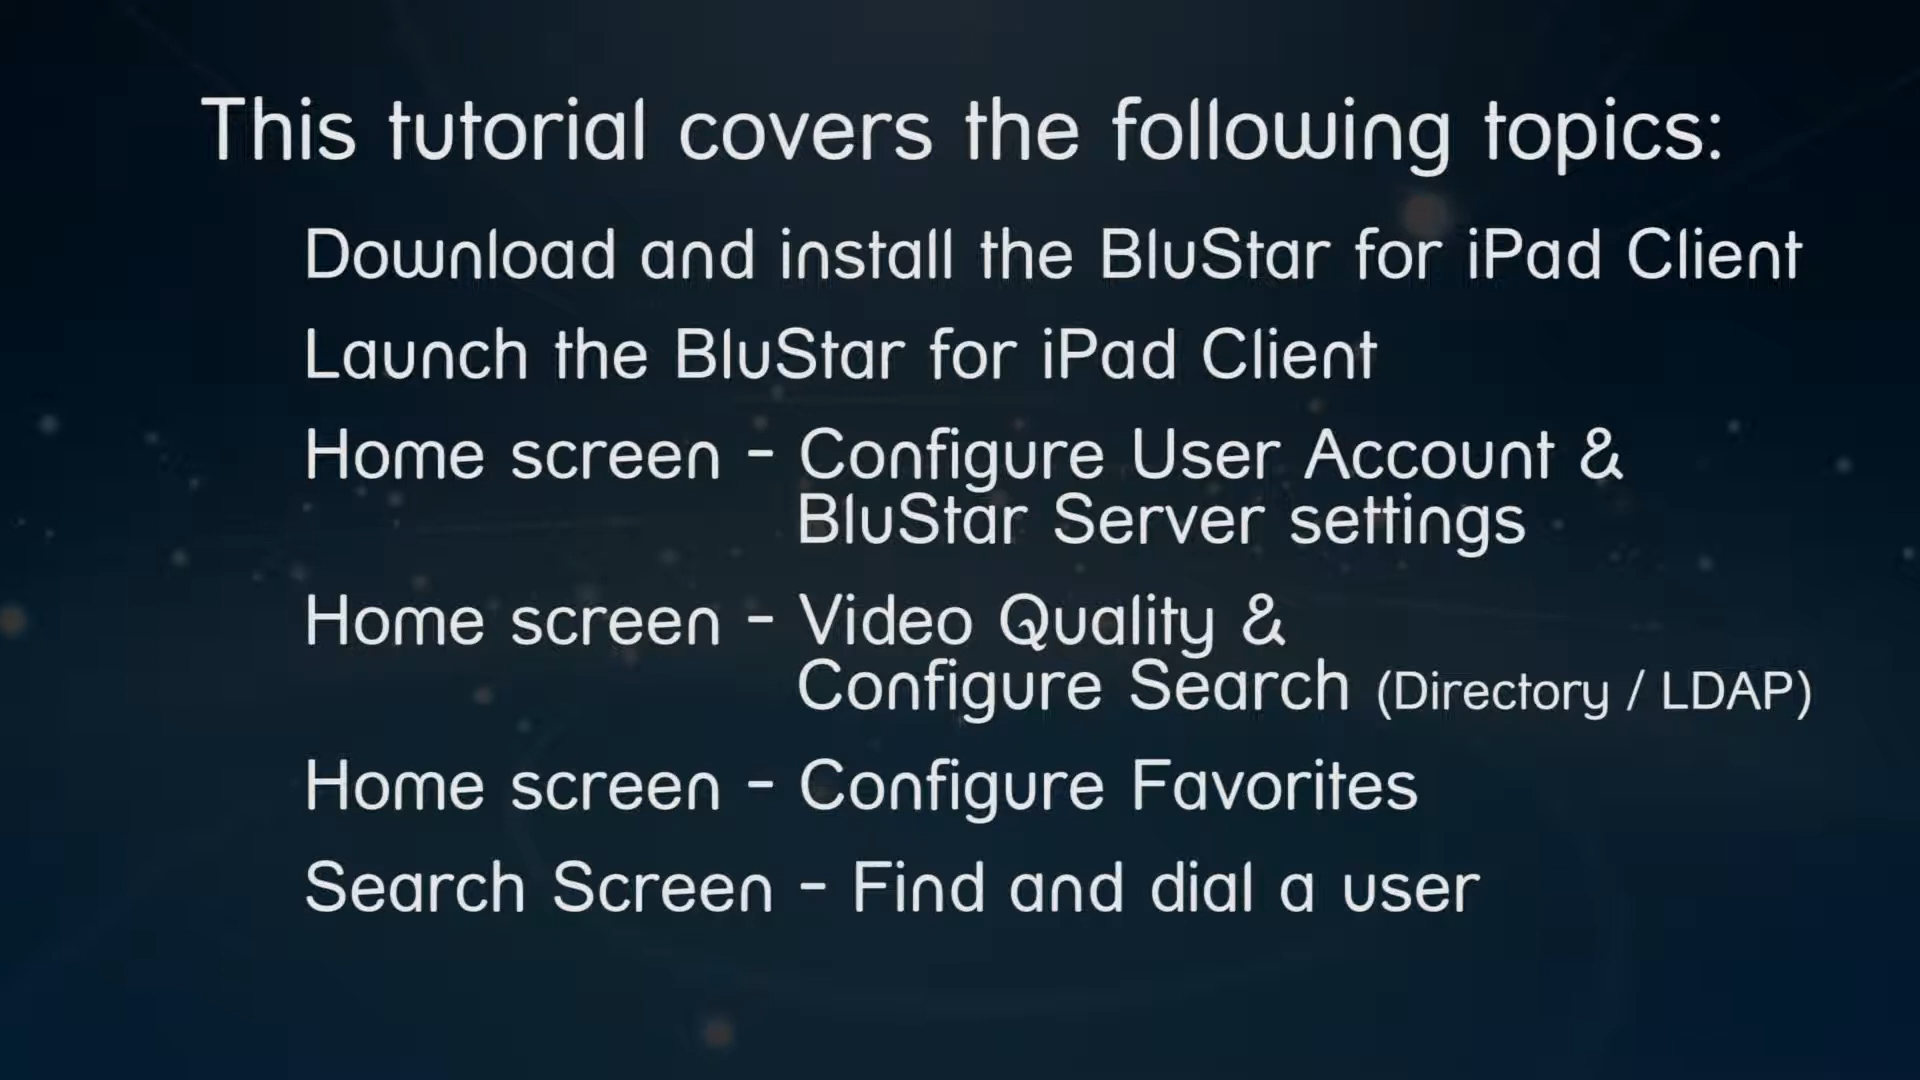 This tutorial covers the following topics:
Download and install the BluStar for iPad Client
Launch the BluStar for iPad Client
Home screen - Configure User Account &
BluStar Server settings
Home screen - Video Quality &
Configure Search (Directory / LDAP)
Home screen - Configure Favorites
Search Screen - Find and dial a user